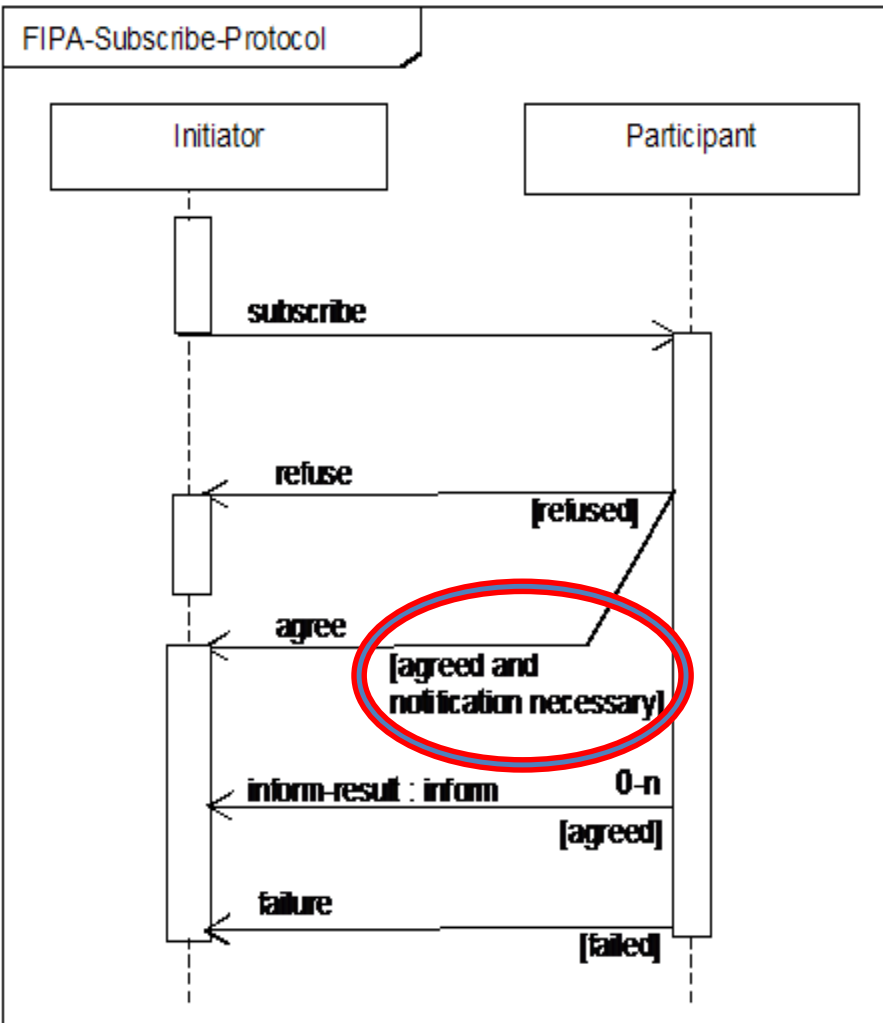 FIPA-Subscribe-Protocol
Initiator
Participant
subscribe
refuse
[refused]
agree
[agreed and
notification necessary]
inform-result : inform
0-n
[agreed]
failure
[failed]